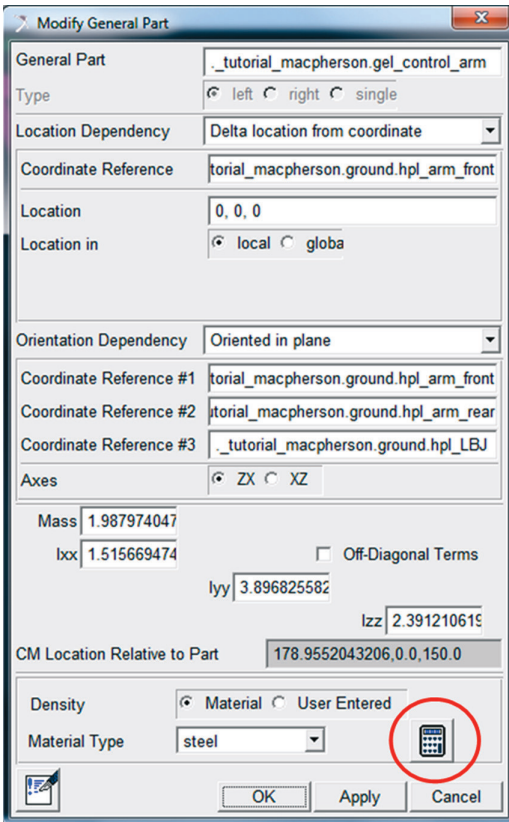 Modify General Part
General Part ._tutorial_macpherson.gel_control_arm
Type left right single
Location Dependency Delta location from coordinate
Coordinate Reference torial_macpherson.ground.hpl_arm_front
Location 0, 0, 0
Location in local globa
Orientation Dependency Oriented in plane
Coordinate Reference #1 torial_macpherson.ground.hpl_arm_front
Coordinate Reference #2 itorial_macpherson.ground.hpl_arm_rear
Coordinate Reference #3 ._tutorial_macpherson.ground.hpl_LBJ
Axes ZX XZ
Mass 1.987974047
Ixx 1.515669474 Off-Diagonal Terms
Iyy 3.896825582
Izz 2.391210619
CM Location Relative to Part 178.9552043206,0.0,150.0
Density Material User Entered
Material Type steel
OK Apply Cancel